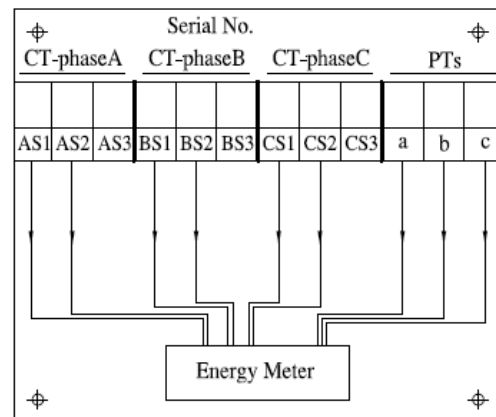 Serial No.
CT-phaseA CT-phaseB CT-phaseC PTs
AS1 AS2 AS3 BS1 BS2 BS3 CS1 CS2 CS3 a b c
Energy Meter